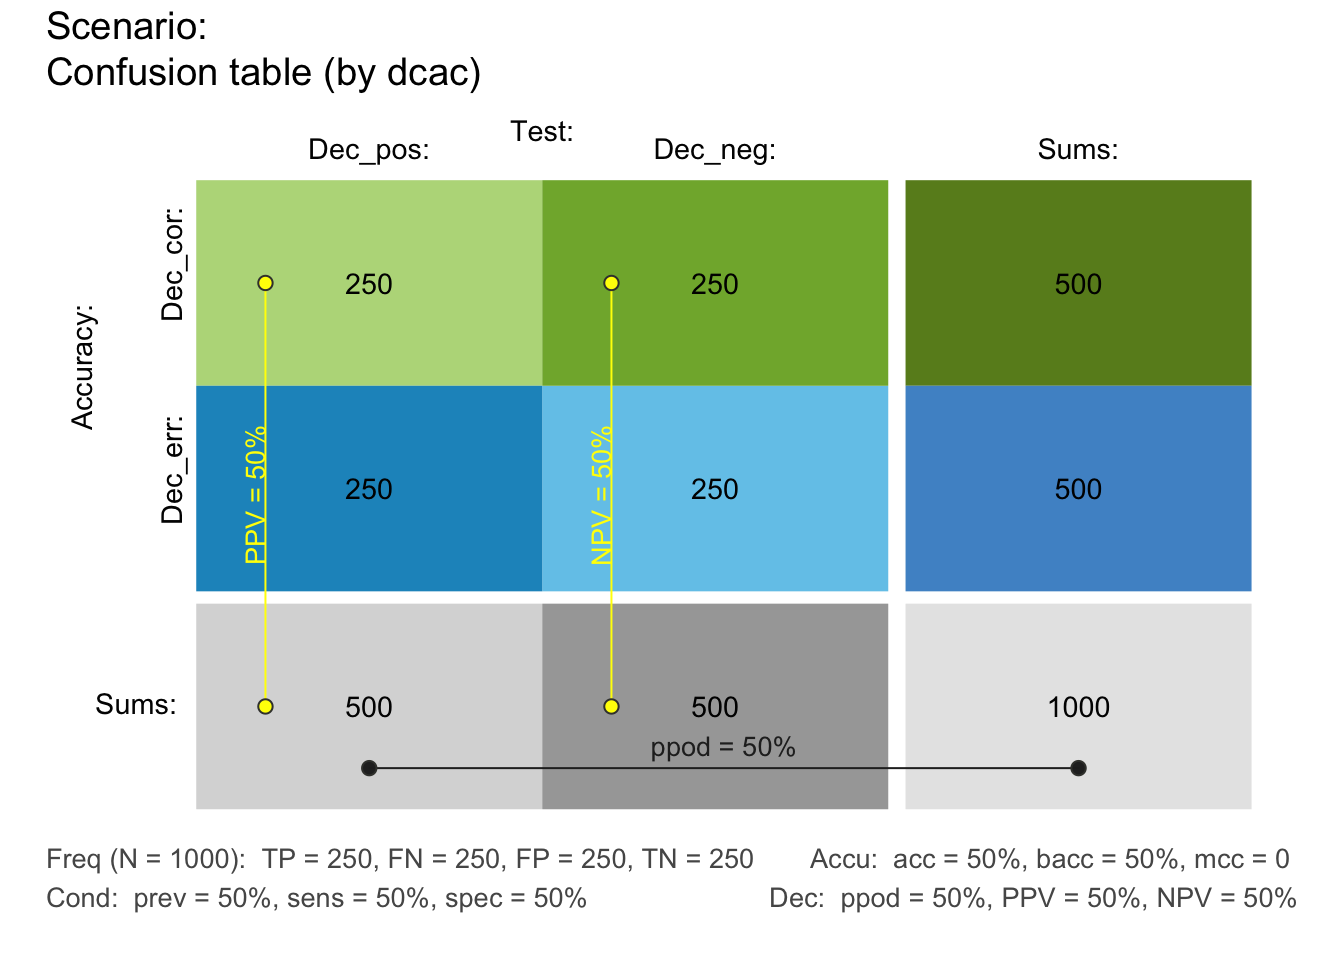 Scenario:
Confusion table (by dcac)
Test:
Dec_pos:
Dec_neg:
Sums:
Accuracy:
Dec_cor:
250
250
500
Dec_err:
PPV = 50%
250
NPV = 50%
250
500
Sums:
500
500
1000
ppod = 50%
Freq (N = 1000):  TP = 250, FN = 250, FP = 250, TN = 250
Accu:  acc = 50%, bacc = 50%, mcc = 0
Cond:  prev = 50%, sens = 50%, spec = 50%
Dec:  ppod = 50%, PPV = 50%, NPV = 50%